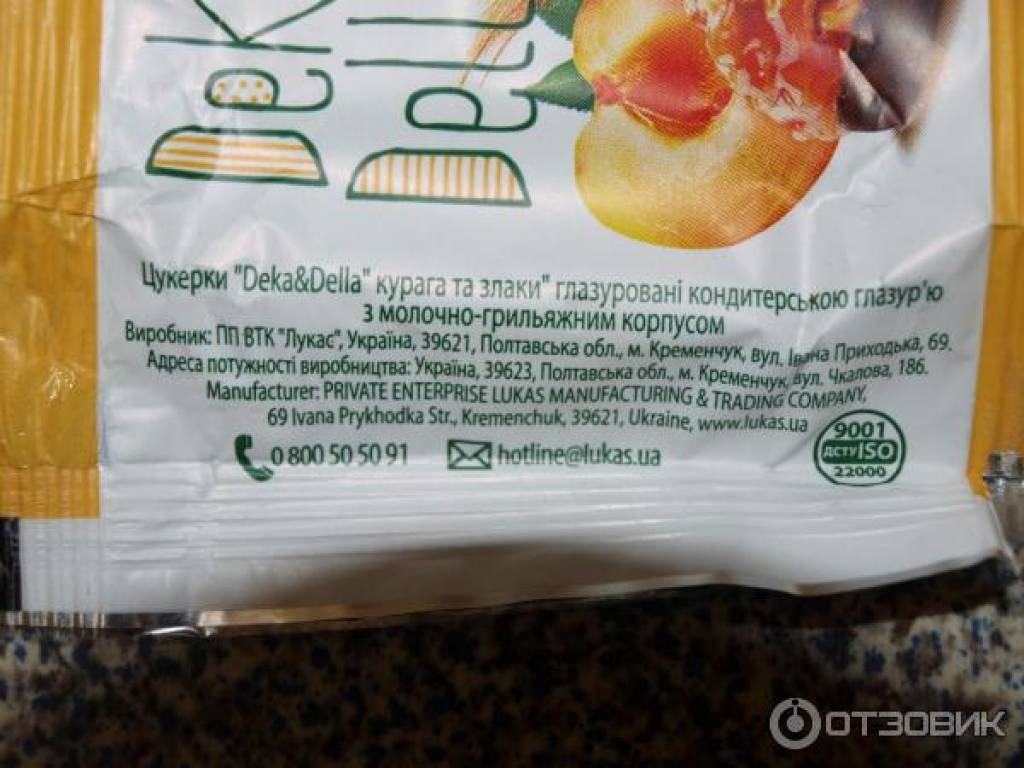 Dek
Dell
Цукерки "Deka&Della" курага та злаки" глазуровані кондитерською глазур'ю
з молочно-грильяжним корпусом
Виробник: ПП ВТК "Лукас", Україна, 39621, Полтавська обл., м. Кременчук, вул. Івана Приходька, 69.
Адреса потужності виробництва: Україна, 39623, Полтавська обл., м. Кременчук, вул. Чкалова, 186.
Manufacturer: PRIVATE ENTERPRISE LUKAS MANUFACTURING & TRADING COMPANY,
69 Ivana Prykhodka Str., Kremenchuk, 39621, Ukraine, www.lukas.ua
0 800 50 50 91 hotline@lukas.ua
9001
ДСТУ ISO
22000
ОТЗОВИК